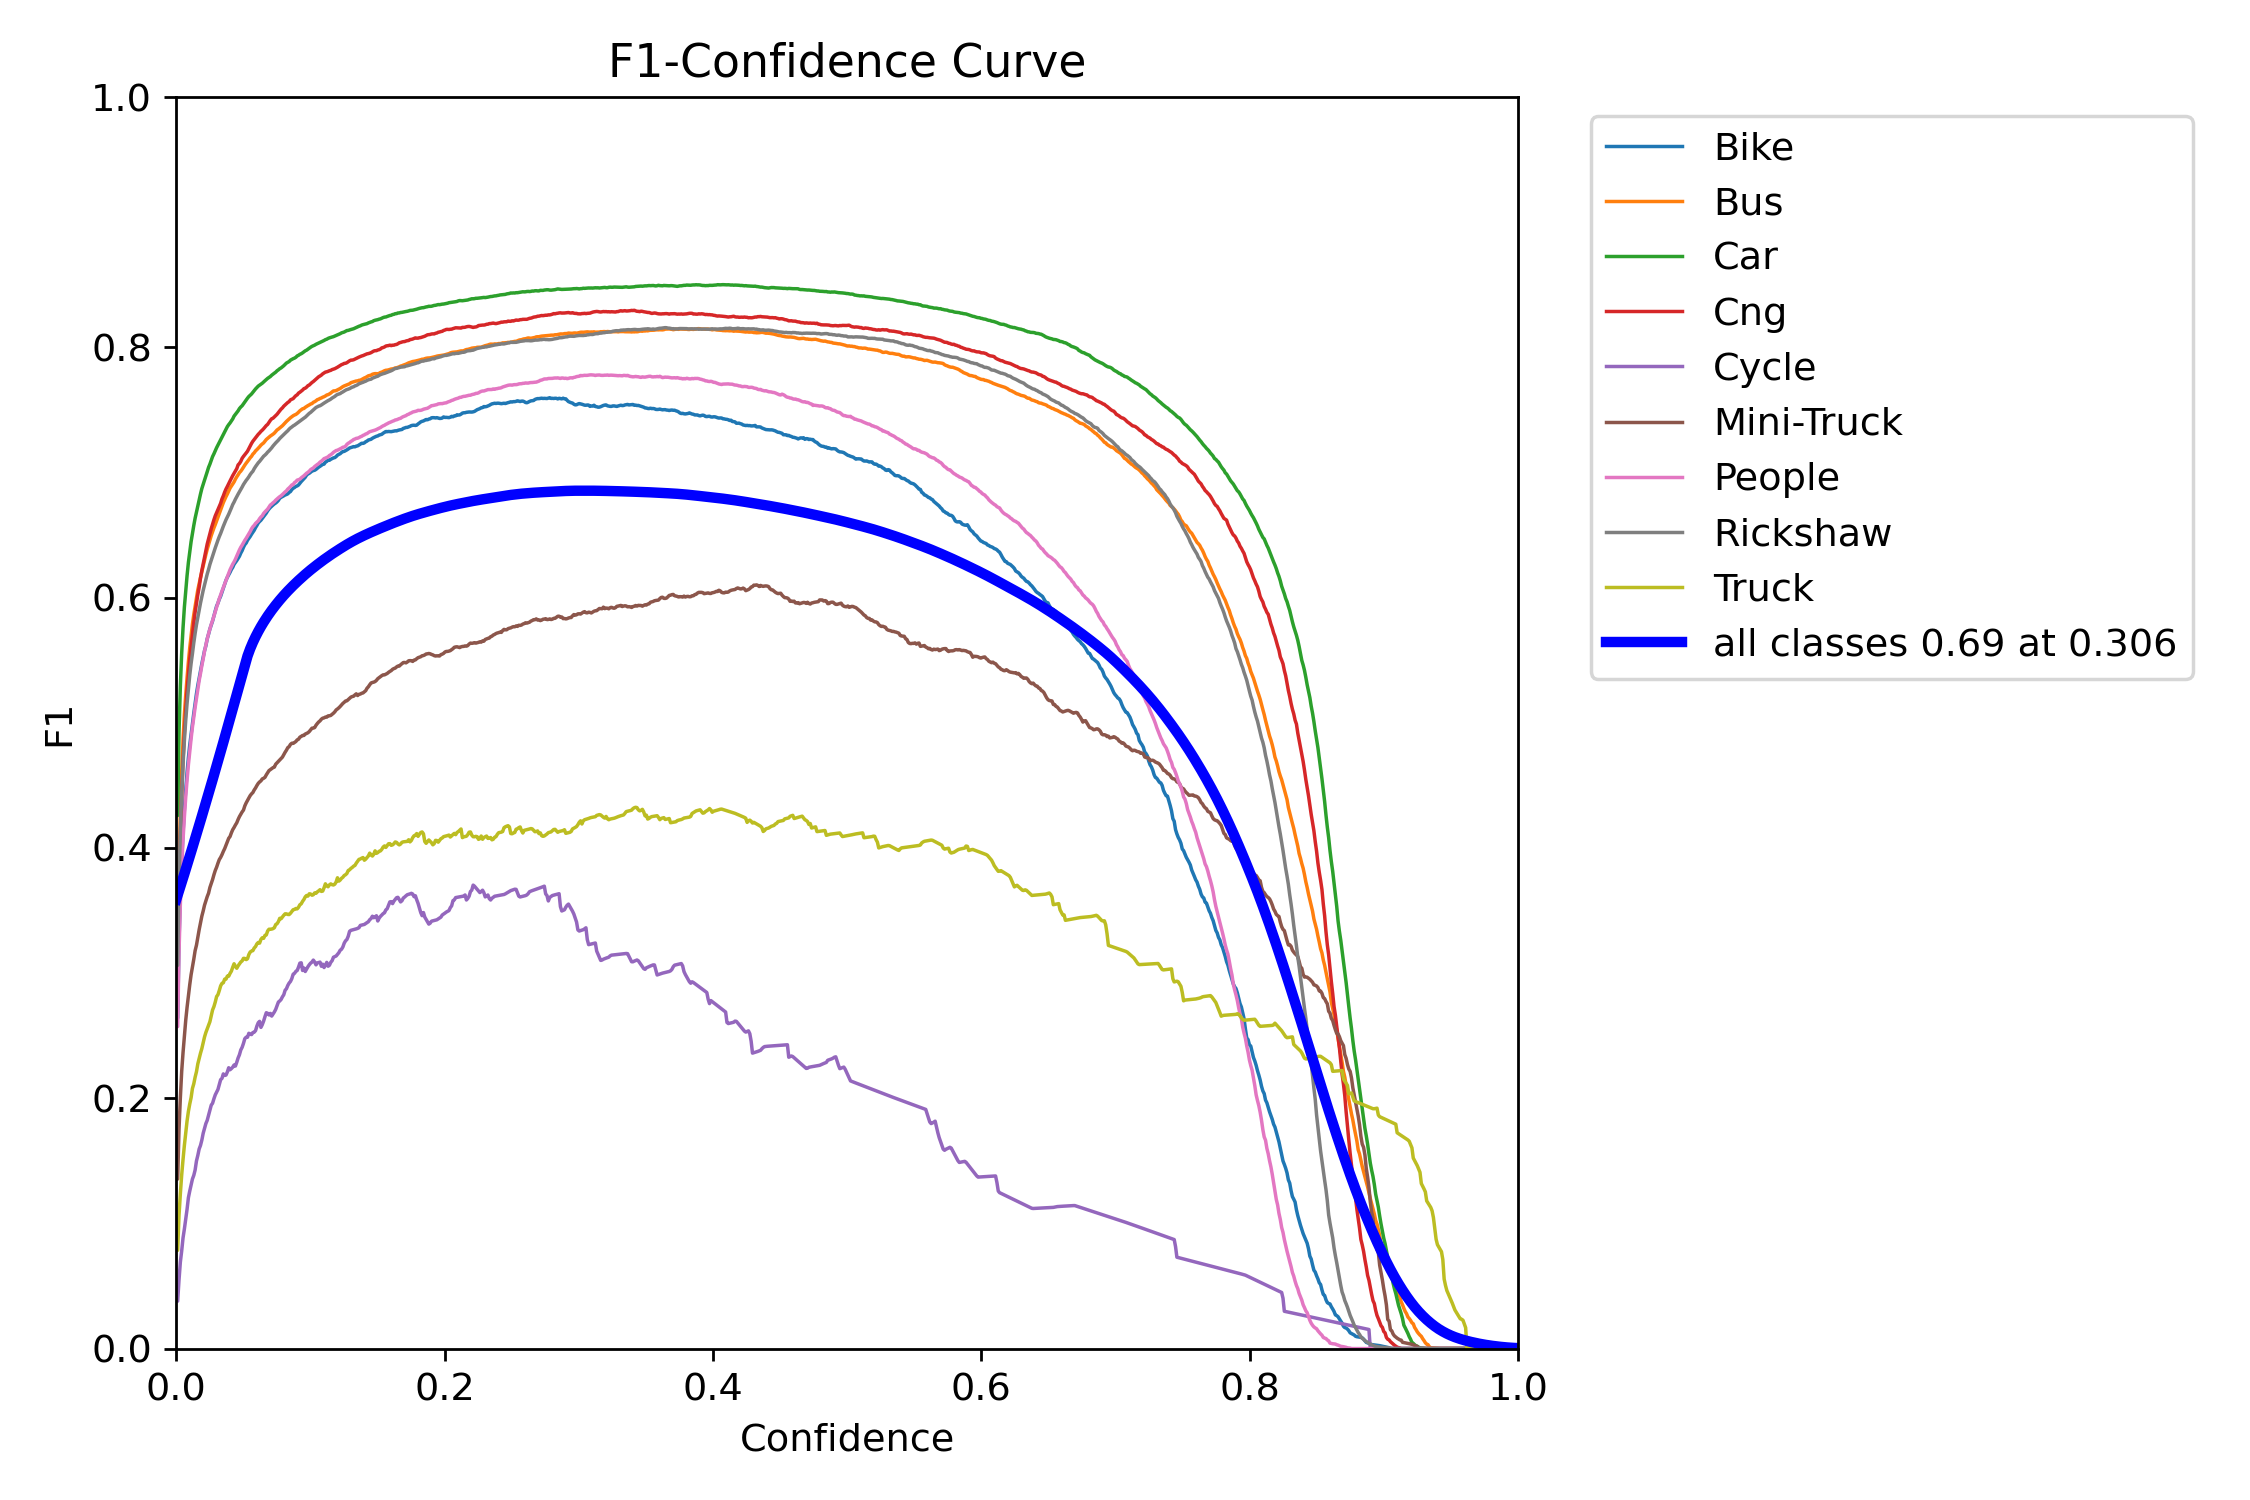 F1-Confidence Curve
1.0
0.8
0.6
0.4
0.2
0.0
F1
0.0 0.2 0.4 0.6 0.8 1.0
Confidence
Bike
Bus
Car
Cng
Cycle
Mini-Truck
People
Rickshaw
Truck
all classes 0.69 at 0.306